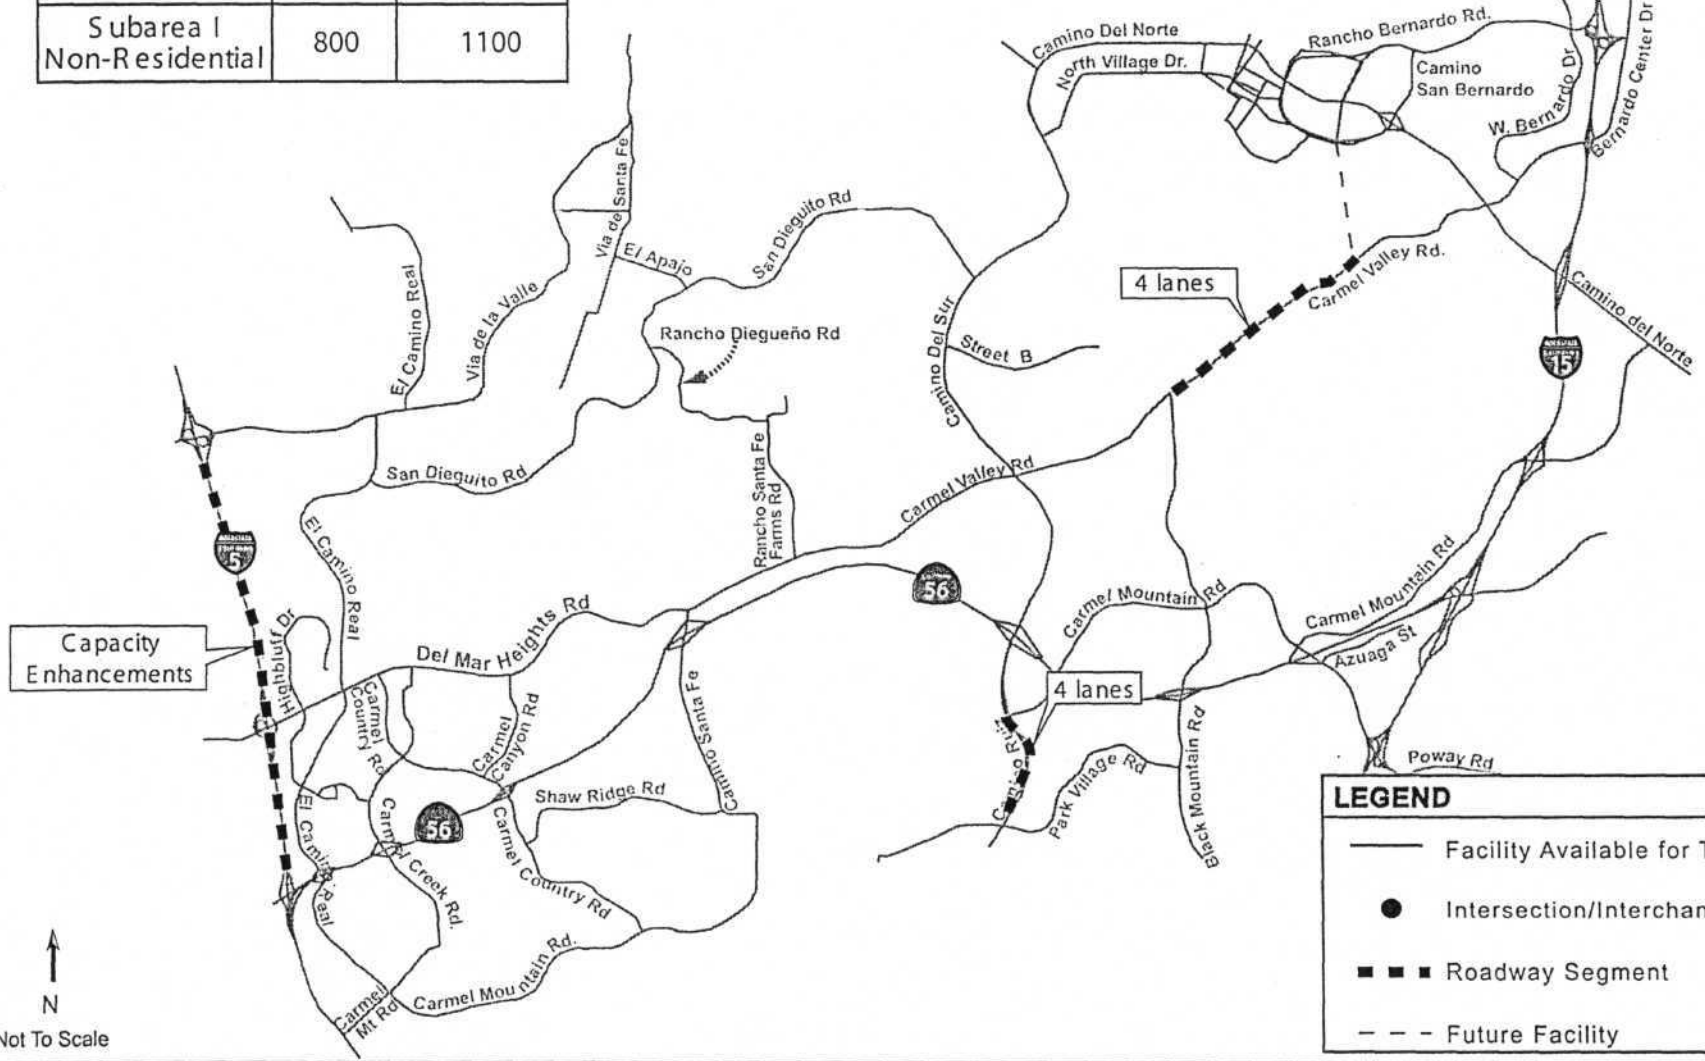 Subarea I
Non-Residential
800
1100
Camino Del Norte
North Village Dr.
Rancho Bernardo Rd.
Camino
San Bernardo
W. Bernardo Dr
Bernardo Center Dr
Via de Santa Fe
El Apajo
San Dieguito Rd
El Camino Real
Via de la Valle
Rancho Diegueño Rd
4 lanes
Carmel Valley Rd.
Camino del Norte
15
Camino Del Sur
Street B
San Dieguito Rd
Rancho Santa Fe
Farms Rd
Carmel Valley Rd
5
El Camino Real
56
Carmel Mountain Rd
Carmel Mountain Rd
Azuaga St
Capacity
Enhancements
Highbluff Dr
Del Mar Heights Rd
Carmel
Country Rd
Carmel
Canyon Rd
Camino Santa Fe
4 lanes
Camino Ruiz
Park Village Rd
Black Mountain Rd
Poway Rd
Shaw Ridge Rd
56
El Camino Real
Carmel Creek Rd.
Carmel Country Rd
Carmel Mountain Rd.
Carmel
Mt Rd
N
Not To Scale
LEGEND
Facility Available for T
Intersection/Interchan
Roadway Segment
Future Facility